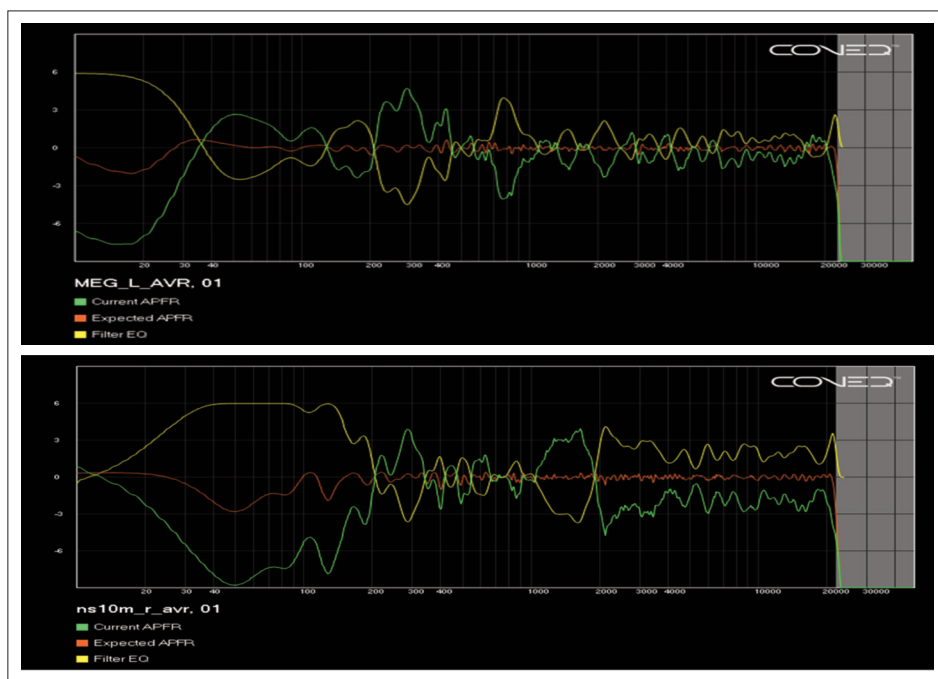 CONEQ™
6
3
0
-3
-6
20 30 40 100 200 300 400 1000 2000 3000 4000 10000 20000 30000
MEG_L_AVR, 01
Current APFR
Expected APFR
Filter EQ
CONEQ™
6
3
0
-3
-6
20 30 40 100 200 300 400 1000 2000 3000 4000 10000 20000 30000
ns10m_r_avr, 01
Current APFR
Expected APFR
Filter EQ